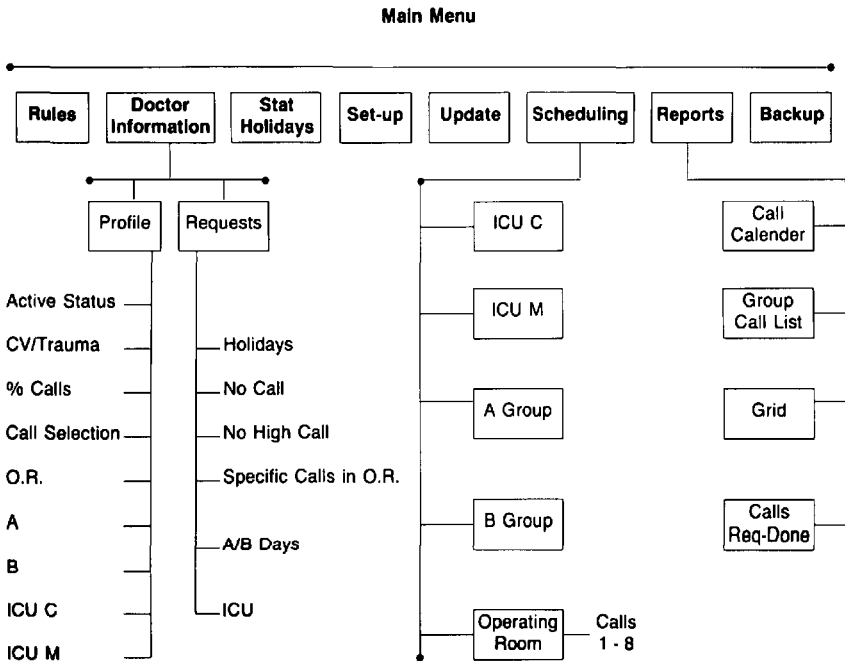 Main Menu
Rules
Doctor
Information
Stat
Holidays
Set-up
Update
Scheduling
Reports
Backup
Profile
Requests
Active Status
CV/Trauma
% Calls
Call Selection
O.R.
A
B
ICU C
ICU M
Holidays
No Call
No High Call
Specific Calls in O.R.
A/B Days
ICU
ICU C
ICU M
A Group
B Group
Operating
Room
Calls
1 - 8
Call
Calender
Group
Call List
Grid
Calls
Req-Done